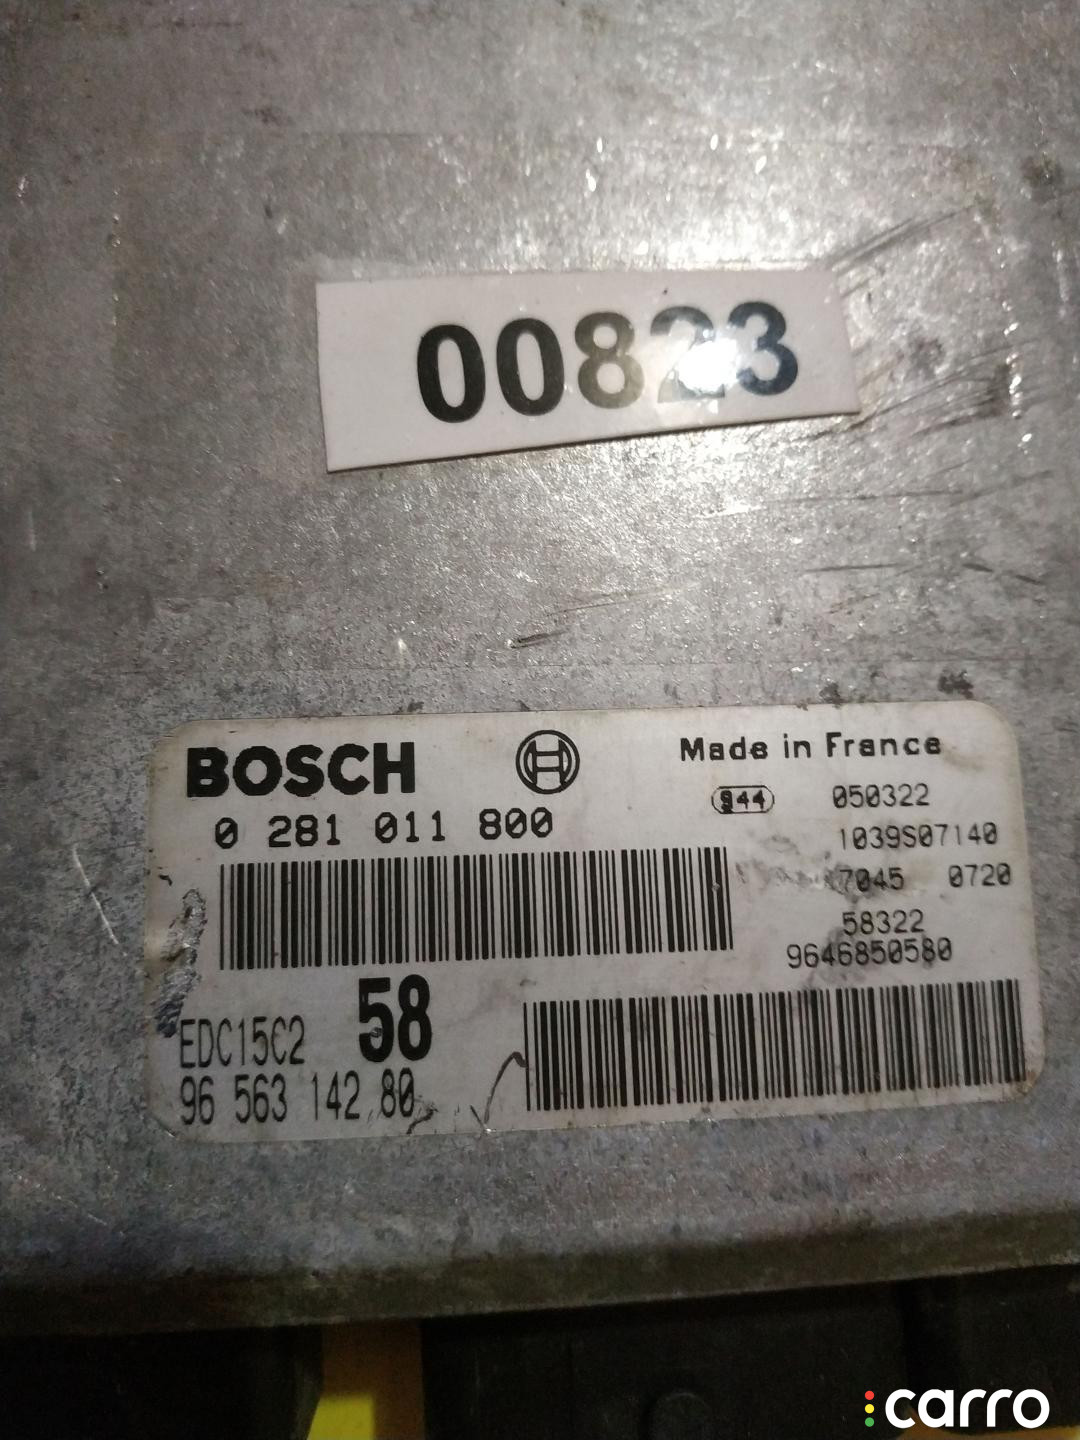 00823
BOSCH
Made in France
944 050322
0 281 011 800
1039S07140
7045 0720
58322
9646850580
EDC15C2 58
96 563 142 80
carro